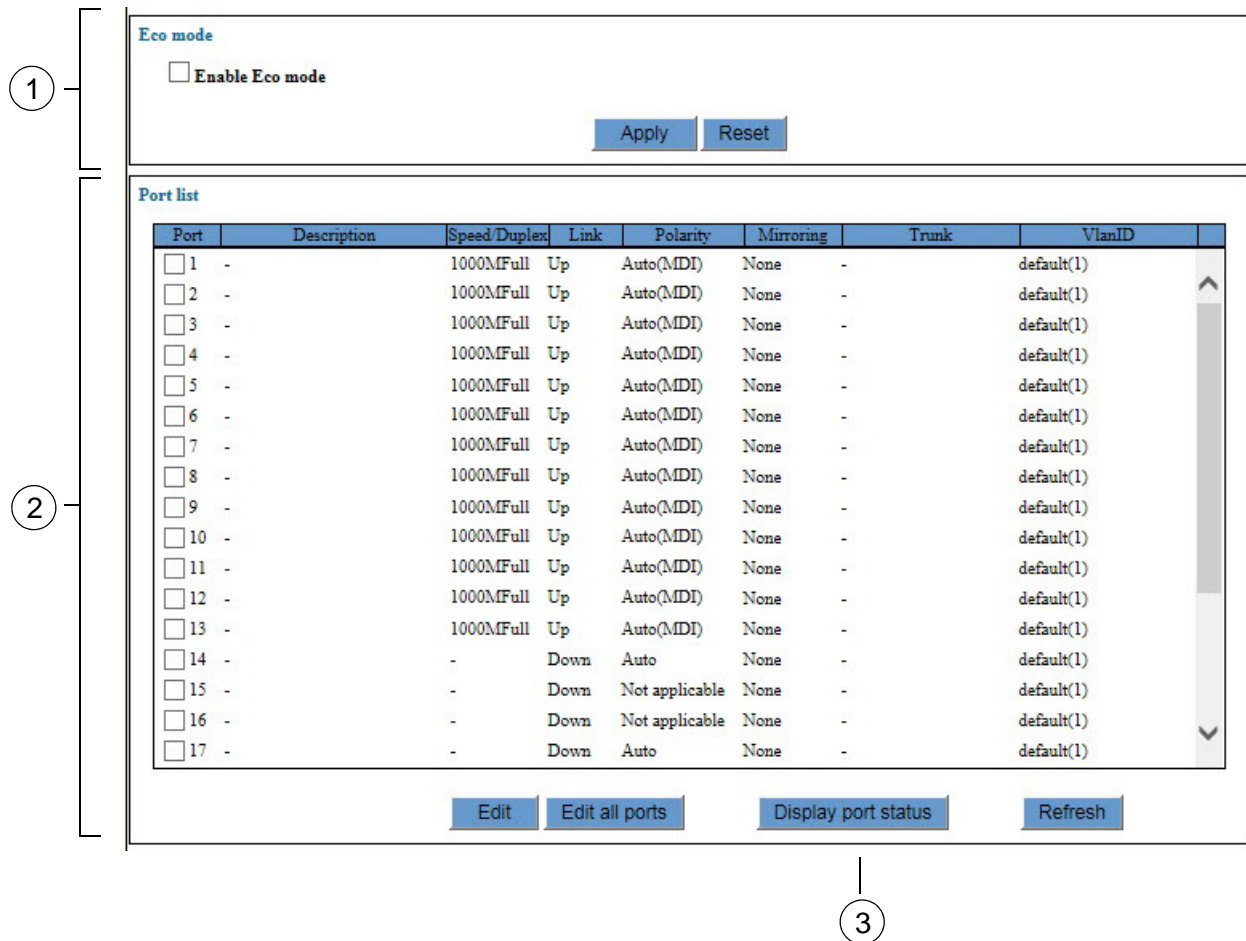 Eco mode
Enable Eco mode
1
Apply Reset
Port list
Port Description Speed/Duplex Link Polarity Mirroring Trunk VlanID
1 - 1000MFull Up Auto(MDI) None - default(1)
2 - 1000MFull Up Auto(MDI) None - default(1)
3 - 1000MFull Up Auto(MDI) None - default(1)
4 - 1000MFull Up Auto(MDI) None - default(1)
5 - 1000MFull Up Auto(MDI) None - default(1)
6 - 1000MFull Up Auto(MDI) None - default(1)
7 - 1000MFull Up Auto(MDI) None - default(1)
8 - 1000MFull Up Auto(MDI) None - default(1)
2
9 - 1000MFull Up Auto(MDI) None - default(1)
10 - 1000MFull Up Auto(MDI) None - default(1)
11 - 1000MFull Up Auto(MDI) None - default(1)
12 - 1000MFull Up Auto(MDI) None - default(1)
13 - 1000MFull Up Auto(MDI) None - default(1)
14 - - Down Auto None - default(1)
15 - - Down Not applicable None - default(1)
16 - - Down Not applicable None - default(1)
17 - - Down Auto None - default(1)
Edit Edit all ports Display port status Refresh
3